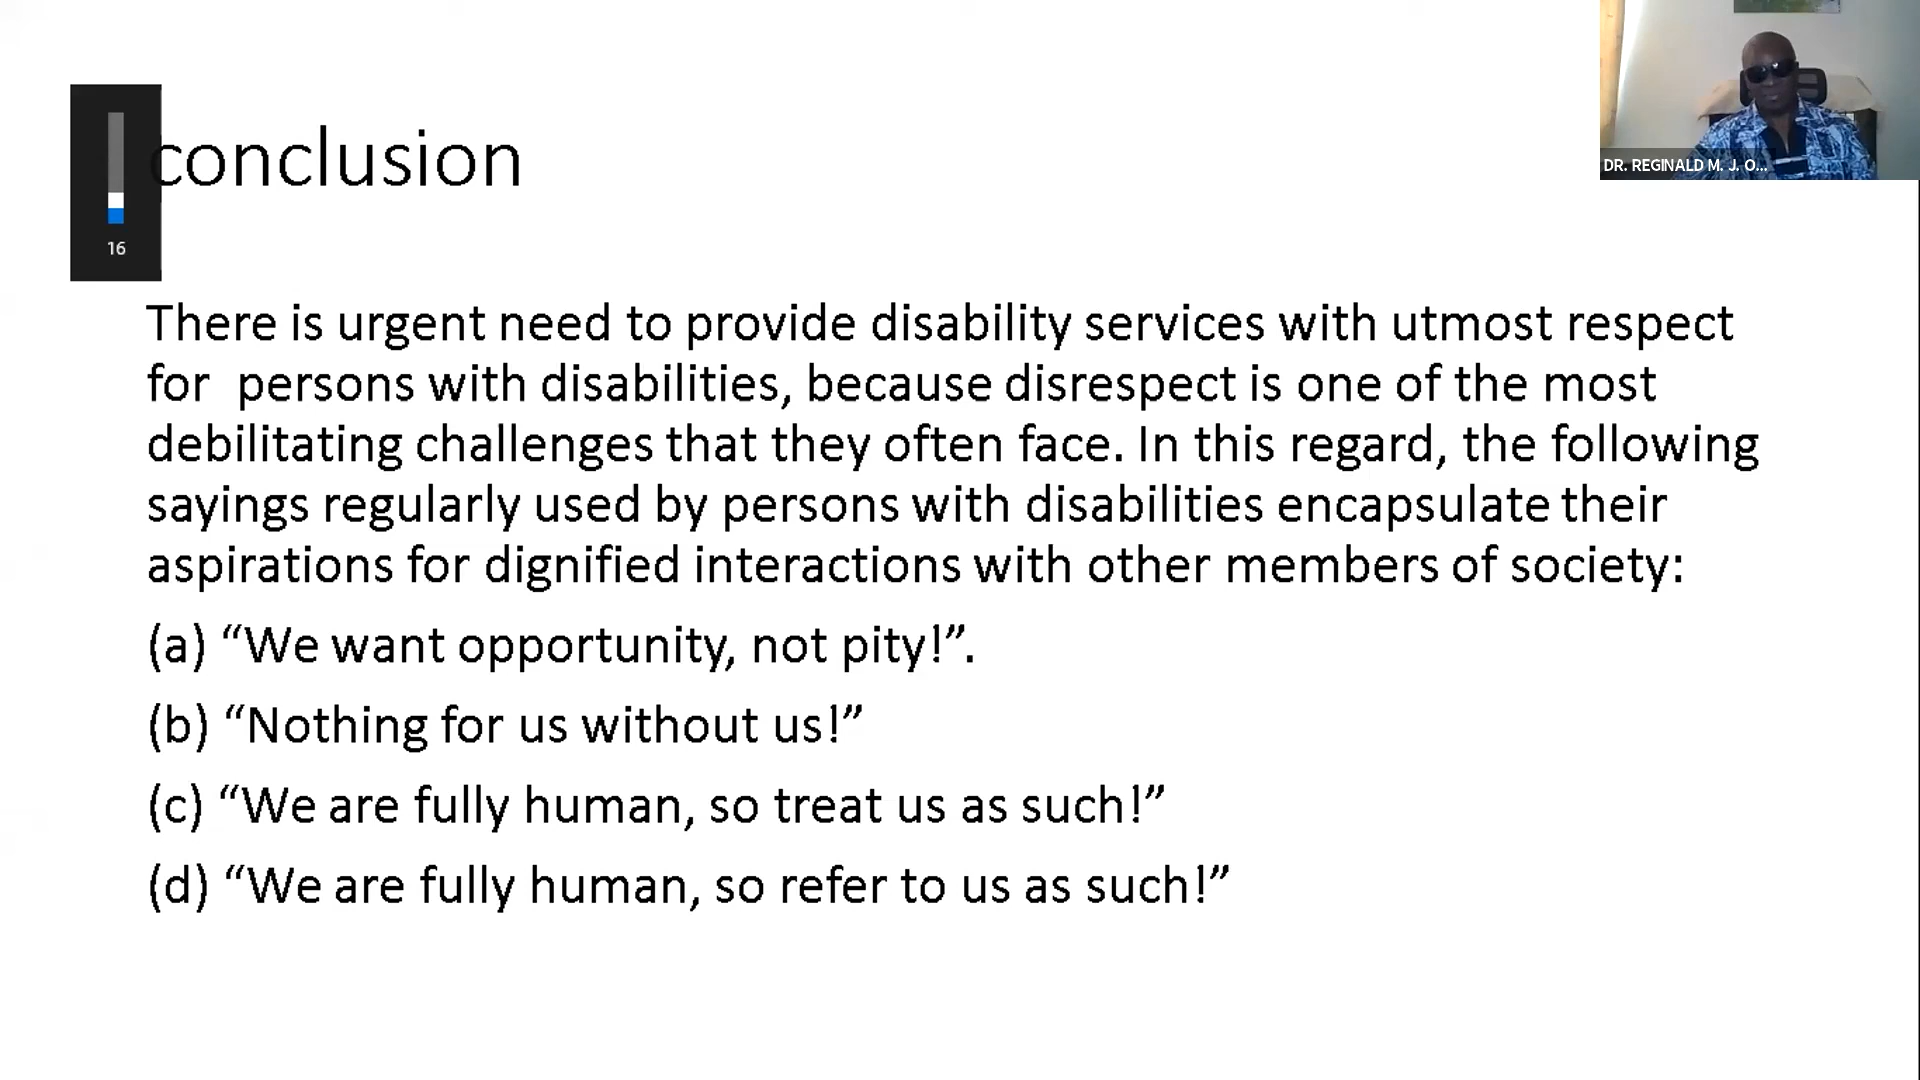 conclusion
DR. REGINALD M. J. O...
16
There is urgent need to provide disability services with utmost respect
for  persons with disabilities, because disrespect is one of the most
debilitating challenges that they often face. In this regard, the following
sayings regularly used by persons with disabilities encapsulate their
aspirations for dignified interactions with other members of society:
(a) “We want opportunity, not pity!”.
(b) “Nothing for us without us!”
(c) “We are fully human, so treat us as such!”
(d) “We are fully human, so refer to us as such!”